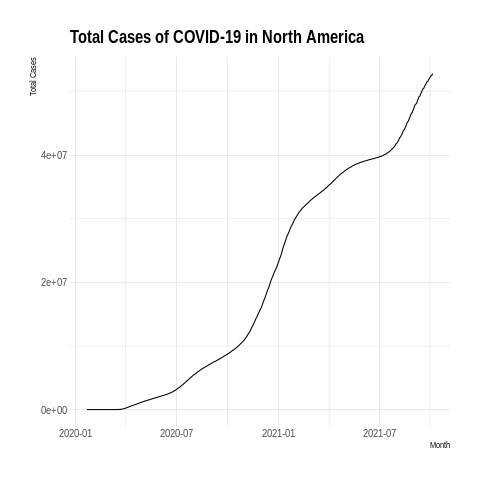 Total Cases of COVID-19 in North America
Total Cases
4e+07
2e+07
0e+00
2020-01 2020-07 2021-01 2021-07
Month